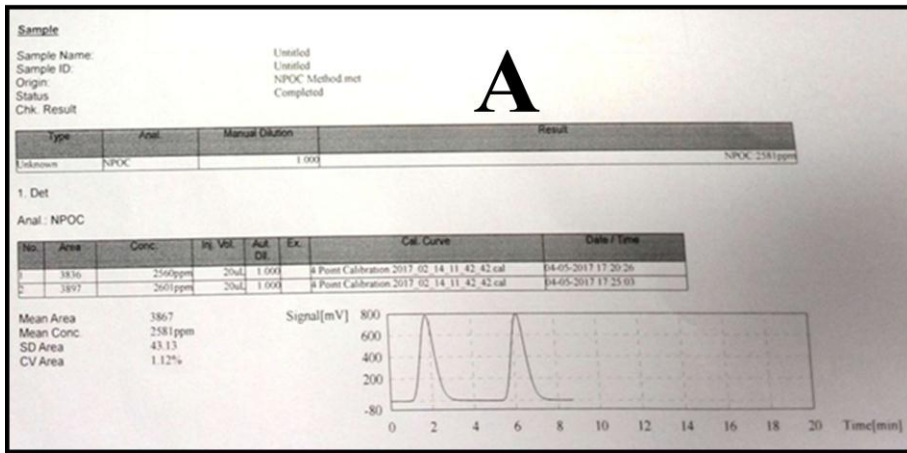 Sample
A
Sample Name: Untitled
Sample ID: Untitled
Origin: NPOC Method.met
Status Completed
Chk. Result
Type Anal. Manual Dilution Result
Unknown NPOC 1.000 NPOC 2581ppm
1. Det
Anal.: NPOC
No. Area Conc. Inj. Vol. Aut. Dil. Ex. Cal. Curve Date / Time
1 3836 2560ppm 20uL 1.000 4 Point Calibration 2017_02_14_11_42_42.cal 04-05-2017 17:20:26
2 3897 2601ppm 20uL 1.000 4 Point Calibration 2017_02_14_11_42_42.cal 04-05-2017 17:25:03
Mean Area 3867
Mean Conc. 2581ppm
SD Area 43.13
CV Area 1.12%
Signal[mV] 800
600
400
200
-80
0 2 4 6 8 10 12 14 16 18 20 Time[min]